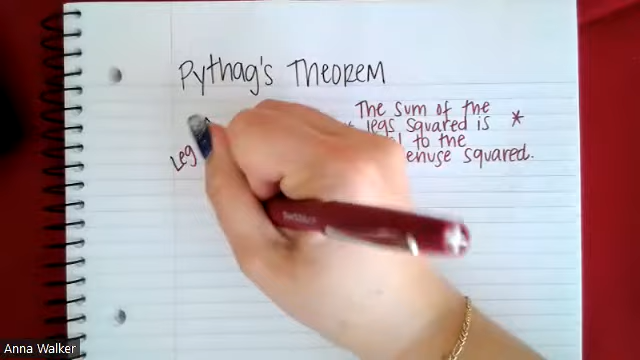 Pythag's Theorem
The sum of the
* legs squared is *
to the
squared.
Leg
Anna Walker